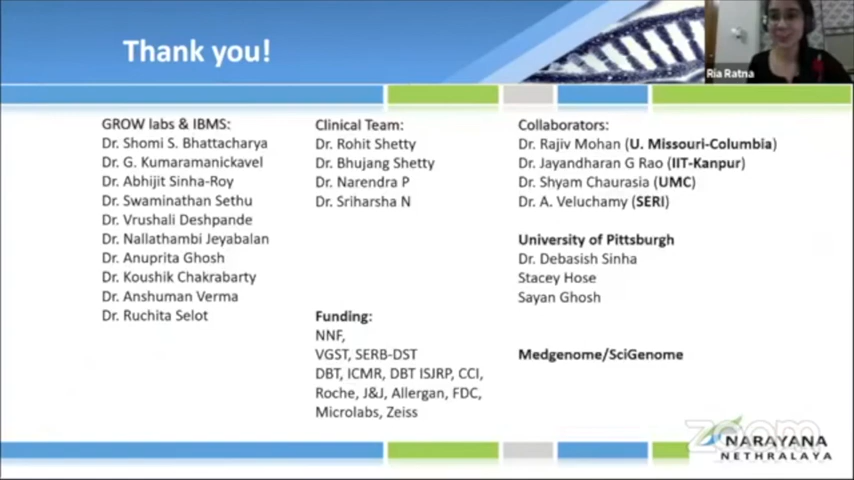 Thank you!
Ria Ratna
GROW labs & IBMS:
Dr. Shomi S. Bhattacharya
Dr. G. Kumaramanickavel
Dr. Abhijit Sinha-Roy
Dr. Swaminathan Sethu
Dr. Vrushali Deshpande
Dr. Nallathambi Jeyabalan
Dr. Anuprita Ghosh
Dr. Koushik Chakrabarty
Dr. Anshuman Verma
Dr. Ruchita Selot
Clinical Team:
Dr. Rohit Shetty
Dr. Bhujang Shetty
Dr. Narendra P
Dr. Sriharsha N
Funding:
NNF,
VGST, SERB-DST
DBT, ICMR, DBT ISJRP, CCI,
Roche, J&J, Allergan, FDC,
Microlabs, Zeiss
Collaborators:
Dr. Rajiv Mohan (U. Missouri-Columbia)
Dr. Jayandharan G Rao (IIT-Kanpur)
Dr. Shyam Chaurasia (UMC)
Dr. A. Veluchamy (SERI)
University of Pittsburgh
Dr. Debasish Sinha
Stacey Hose
Sayan Ghosh
Medgenome/SciGenome
zoom
NARAYANA
NETHRALAYA